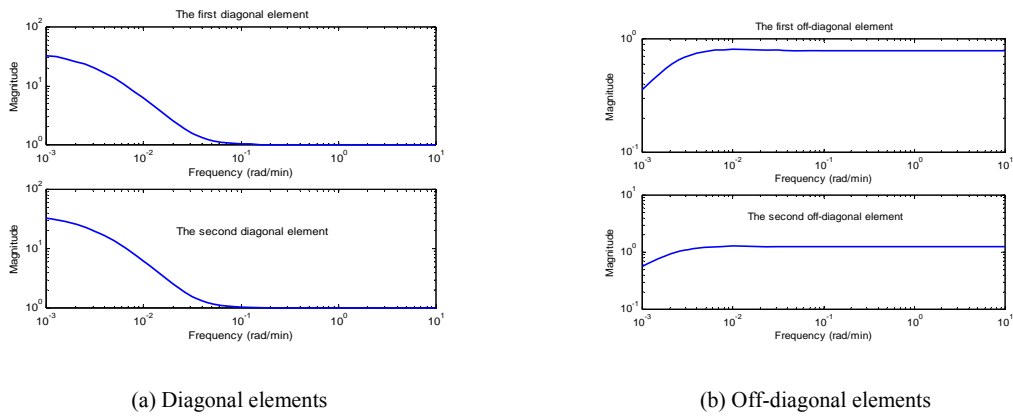 The first diagonal element
Magnitude
10^2
10^1
10^0
10^-3
10^-2
10^-1
10^0
10^1
Frequency (rad/min)
The second diagonal element
Magnitude
10^2
10^1
10^0
10^-3
10^-2
10^-1
10^0
10^1
Frequency (rad/min)
(a) Diagonal elements
The first off-diagonal element
Magnitude
10^0
10^-1
10^-3
10^-2
10^-1
10^0
10^1
Frequency (rad/min)
The second off-diagonal element
Magnitude
10^1
10^0
10^-1
10^-3
10^-2
10^-1
10^0
10^1
Frequency (rad/min)
(b) Off-diagonal elements